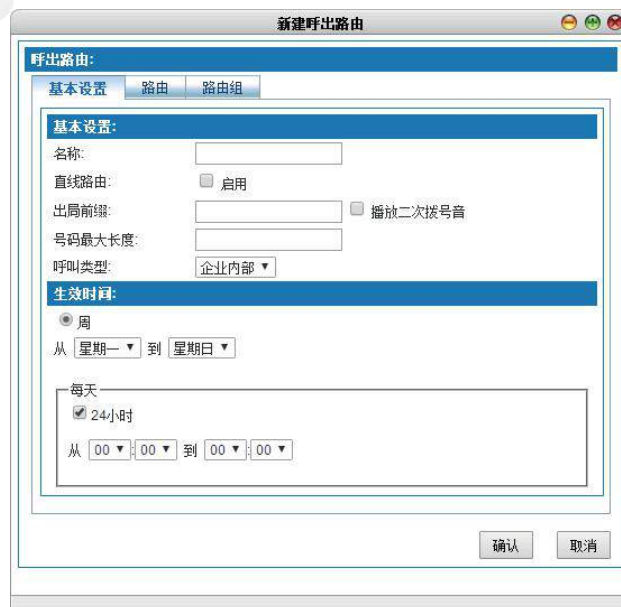 新建呼出路由
呼出路由:
基本设置 路由 路由组
基本设置:
名称:
直线路由: 启用
出局前缀: 播放二次拨号音
号码最大长度:
呼叫类型: 企业内部
生效时间:
周
从 星期一 到 星期日
每天
24小时
从 00 : 00 到 00 : 00
确认 取消